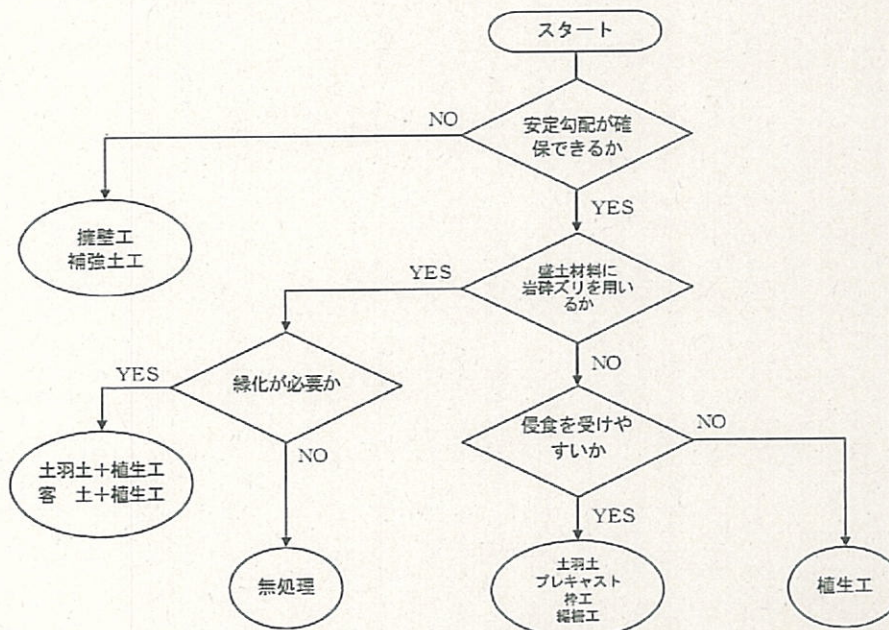 スタート
NO
安定勾配が確
保できるか
YES
擁壁工
補強土工
YES
盛土材料に
岩砕ズリを用い
るか
NO
YES
緑化が必要か
侵食を受けや
すいか
NO
土羽土＋植生工
客　土＋植生工
NO
YES
無処理
土羽土
プレキャスト
枠工
編柵工
植生工